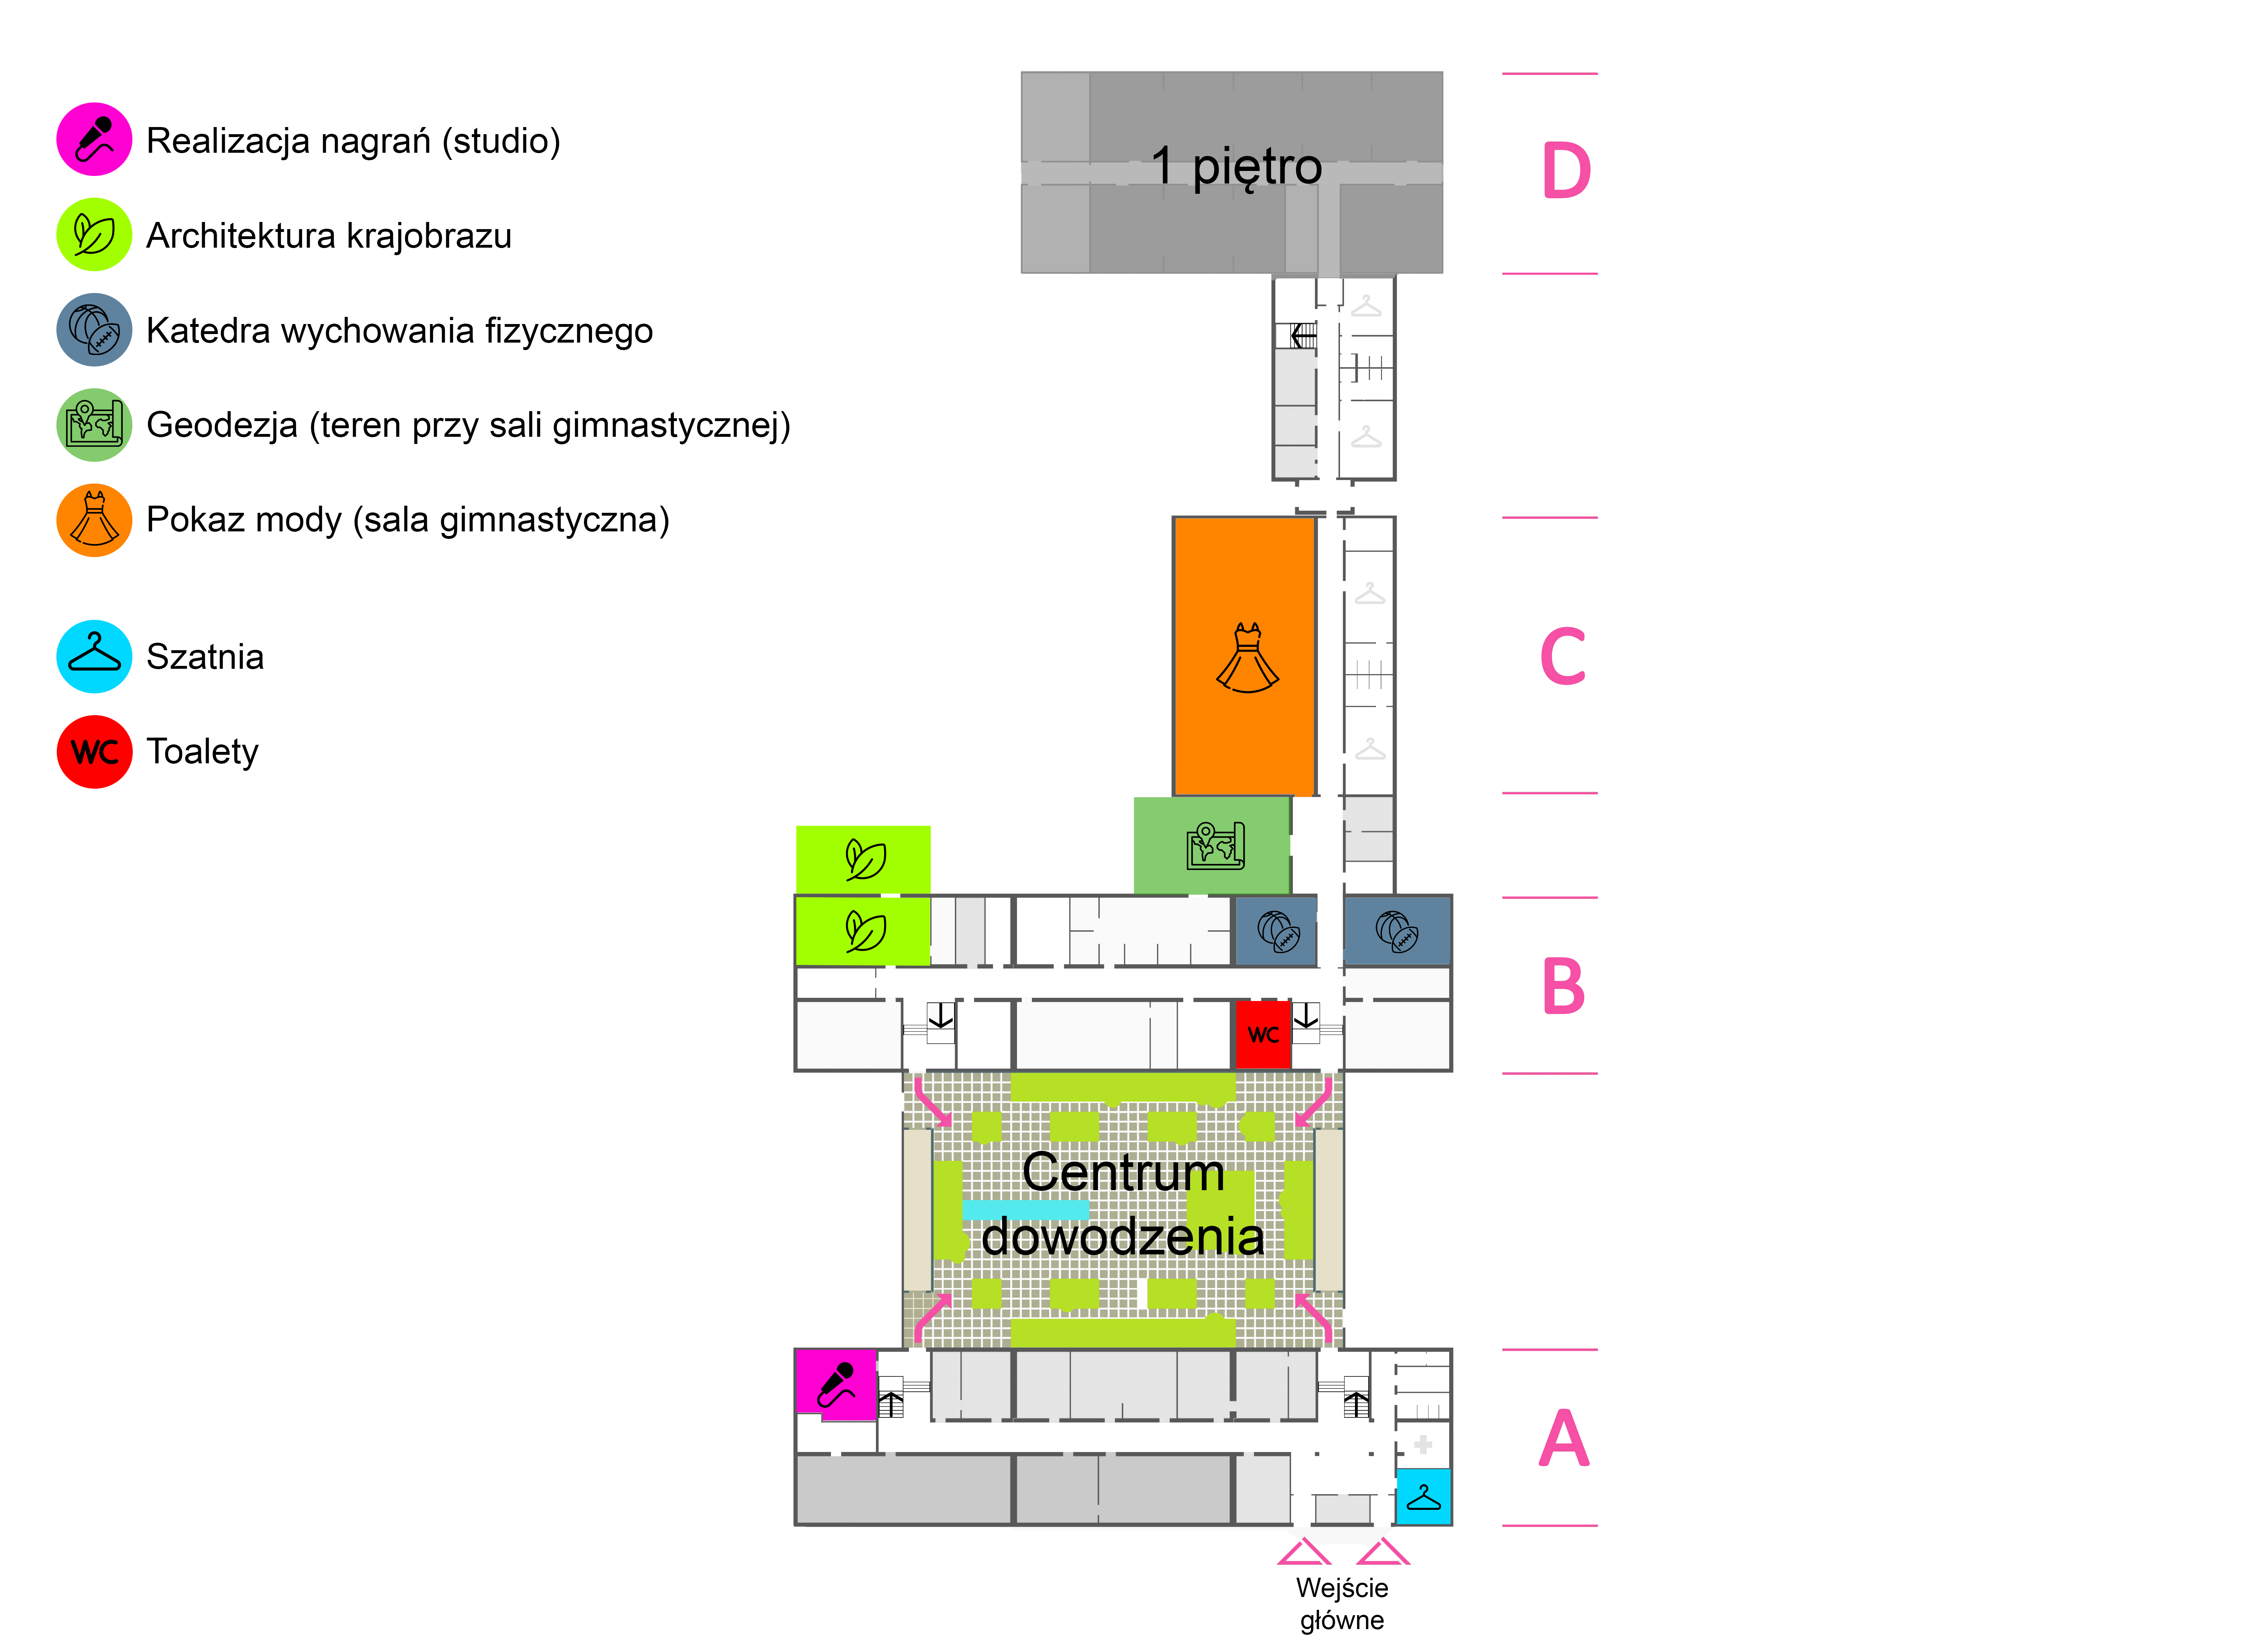 Realizacja nagrań (studio)
Architektura krajobrazu
Katedra wychowania fizycznego
Geodezja (teren przy sali gimnastycznej)
Pokaz mody (sala gimnastyczna)
Szatnia
WC Toalety
1 piętro
D
C
B
WC
Centrum
dowodzenia
A
Wejście
główne